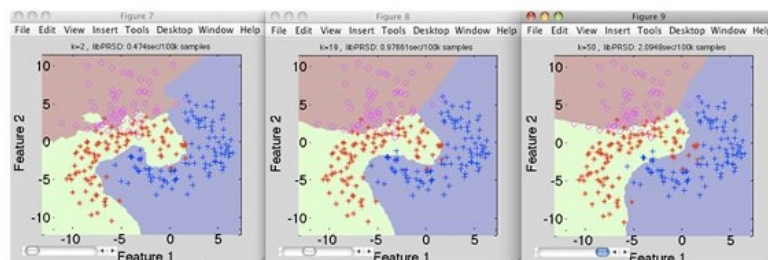 Figure 7
File Edit View Insert Tools Desktop Window Help
k=2, libPRSD: 0.474sec/100k samples
Feature 2
10
5
0
-5
-10
-10 -5 0 5
Feature 1
Figure 8
File Edit View Insert Tools Desktop Window Help
k=19, libPRSD: 0.97661sec/100k samples
Feature 2
10
5
0
-5
-10
-10 -5 0 5
Feature 1
Figure 9
File Edit View Insert Tools Desktop Window Help
k=50, libPRSD: 2.0948sec/100k samples
Feature 2
10
5
0
-5
-10
-10 -5 0 5
Feature 1